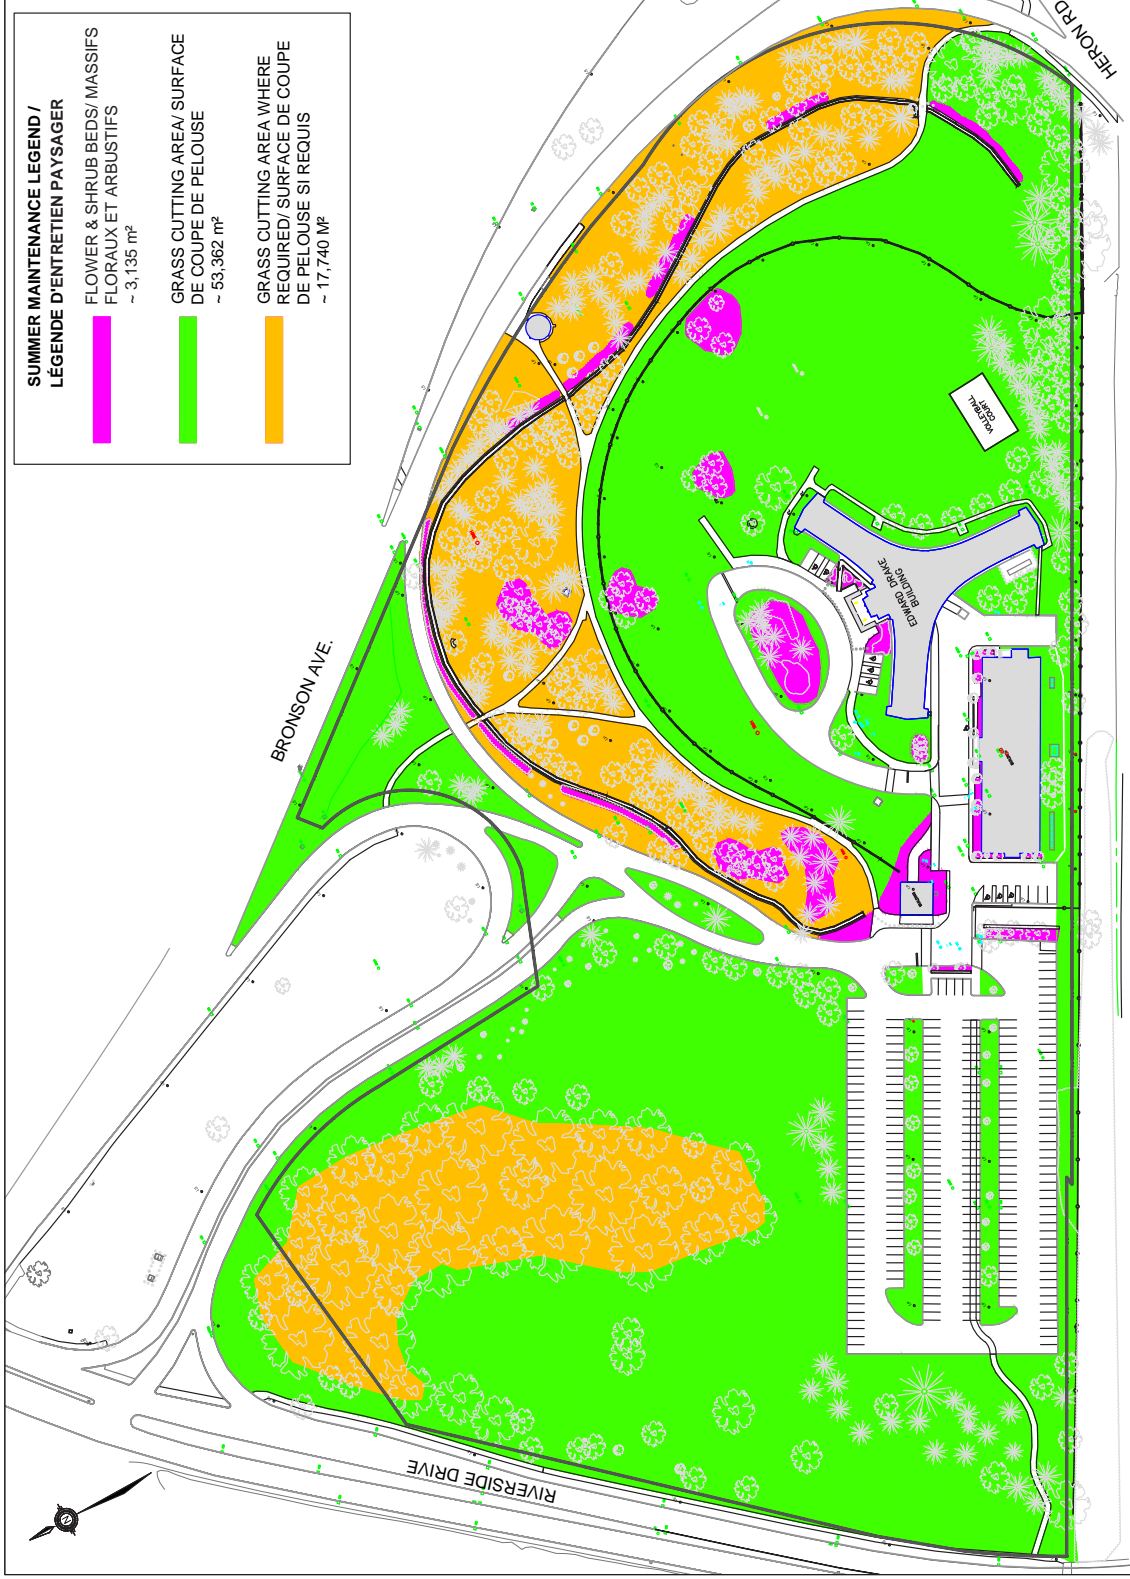 SUMMER MAINTENANCE LEGEND /
LÉGENDE D'ENTRETIEN PAYSAGER
FLOWER & SHRUB BEDS/ MASSIFS
FLORAUX ET ARBUSTIFS
~ 3,135 m²
GRASS CUTTING AREA/ SURFACE
DE COUPE DE PELOUSE
~ 53,362 m²
GRASS CUTTING AREA WHERE
REQUIRED/ SURFACE DE COUPE
DE PELOUSE SI REQUIS
~ 17,740 M²
HERON RD
BRONSON AVE.
VOLLEYBALL
COURT
EDWARD DRAKE
BUILDING
RIVERSIDE DRIVE
N